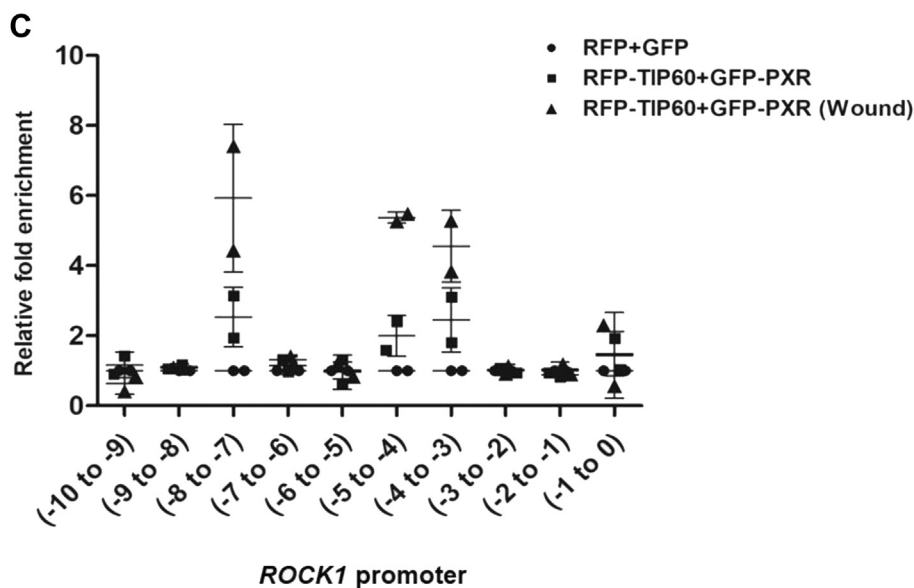 C
RFP+GFP
RFP-TIP60+GFP-PXR
RFP-TIP60+GFP-PXR (Wound)
Relative fold enrichment
10
8
6
4
2
0
(-10 to -9)
(-9 to -8)
(-8 to -7)
(-7 to -6)
(-6 to -5)
(-5 to -4)
(-4 to -3)
(-3 to -2)
(-2 to -1)
(-1 to 0)
ROCK1 promoter